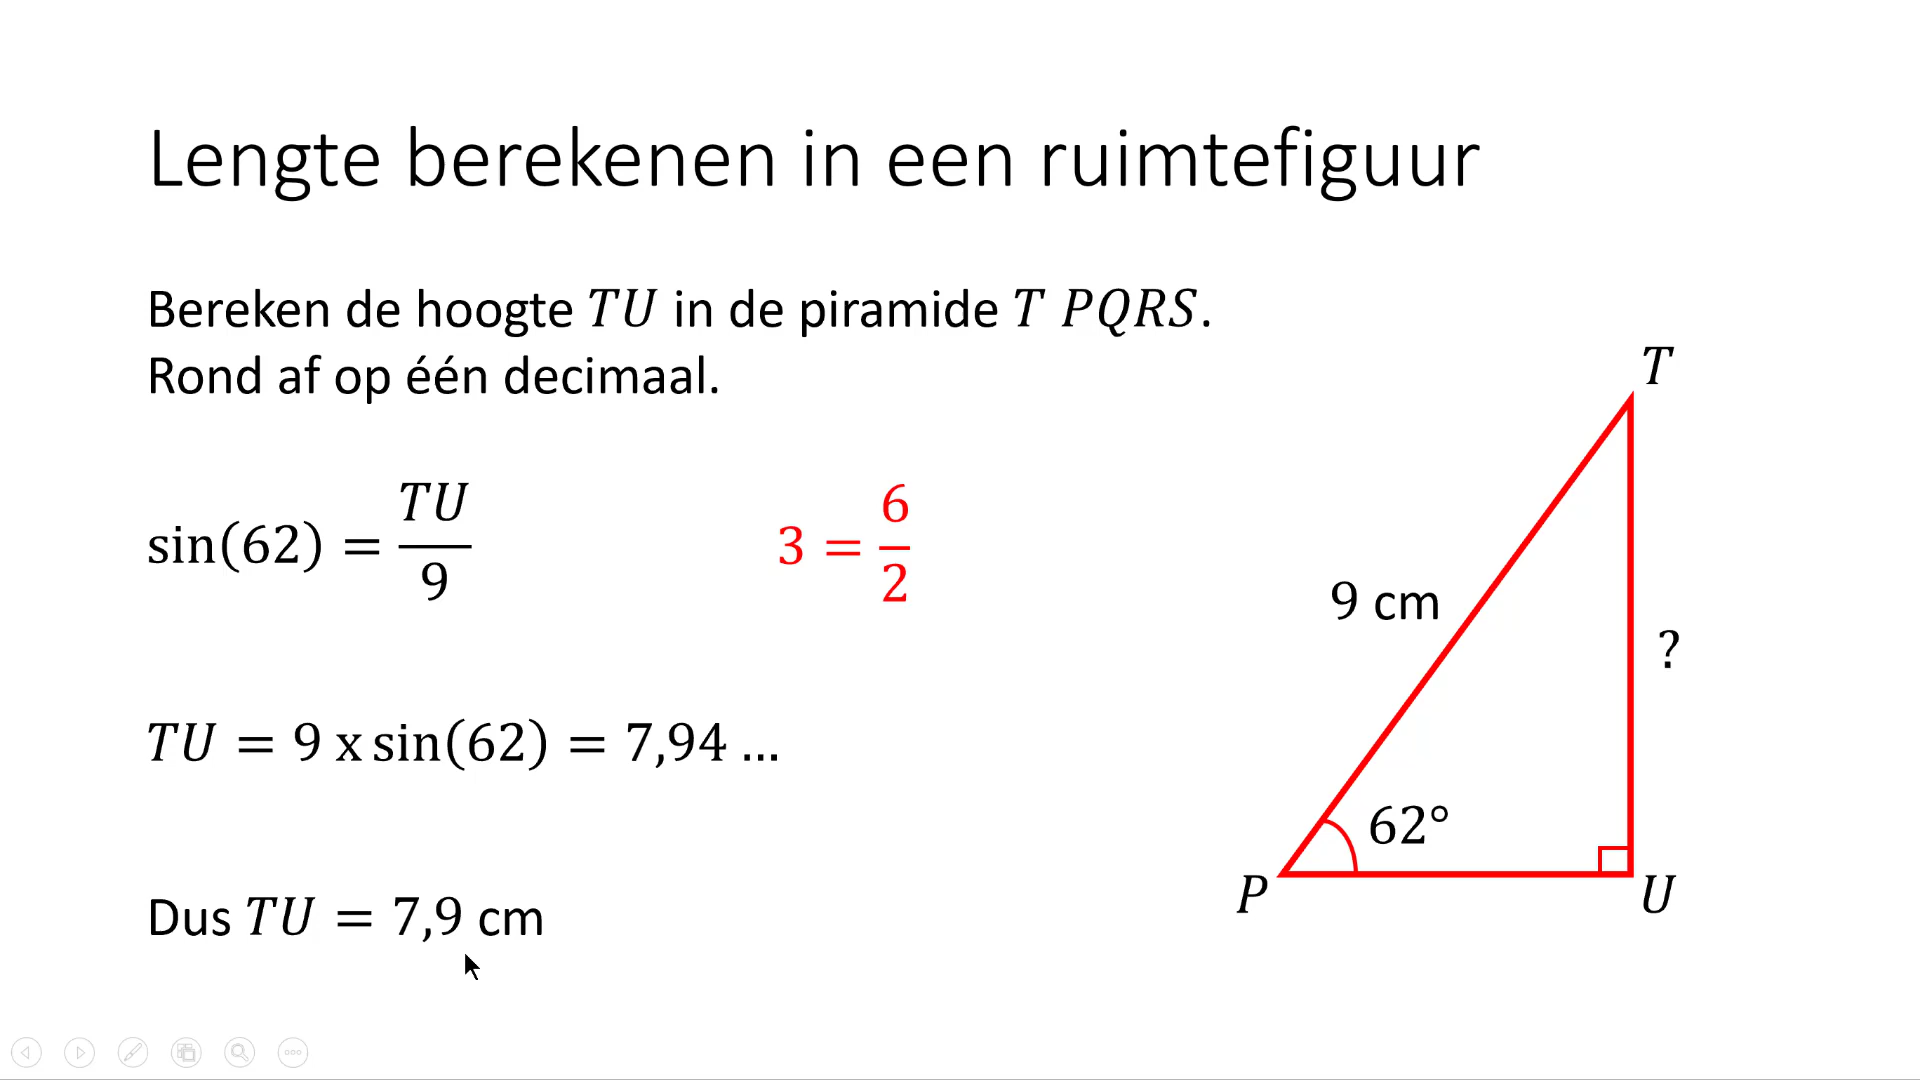 Lengte berekenen in een ruimtefiguur
Bereken de hoogte TU in de piramide T PQRS.
Rond af op één decimaal.
sin(62) = TU/9
3 = 6/2
TU = 9 x sin(62) = 7,94 ...
Dus TU = 7,9 cm
T
9 cm
?
62°
P
U